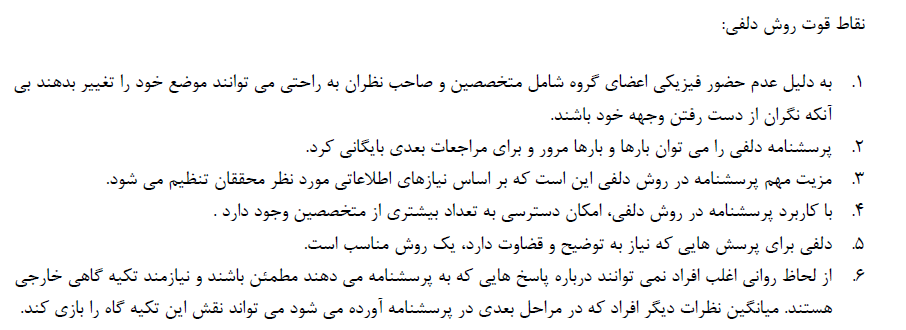 نقاط قوت روش دلفی:
۱. به دلیل عدم حضور فیزیکی اعضای گروه شامل متخصصین و صاحب نظران به راحتی می توانند موضع خود را تغییر بدهند بی
آنکه نگران از دست رفتن وجهه خود باشند.
۲. پرسشنامه دلفی را می توان بارها و بارها مرور و برای مراجعات بعدی بایگانی کرد.
۳. مزیت مهم پرسشنامه در روش دلفی این است که بر اساس نیازهای اطلاعاتی مورد نظر محققان تنظیم می شود.
۴. با کاربرد پرسشنامه در روش دلفی، امکان دسترسی به تعداد بیشتری از متخصصین وجود دارد .
۵. دلفی برای پرسش هایی که نیاز به توضیح و قضاوت دارد، یک روش مناسب است.
۶. از لحاظ روانی اغلب افراد نمی توانند درباره پاسخ هایی که به پرسشنامه می دهند مطمئن باشند و نیازمند تکیه گاهی خارجی
هستند. میانگین نظرات دیگر افراد که در مراحل بعدی در پرسشنامه آورده می شود می تواند نقش این تکیه گاه را بازی کند.